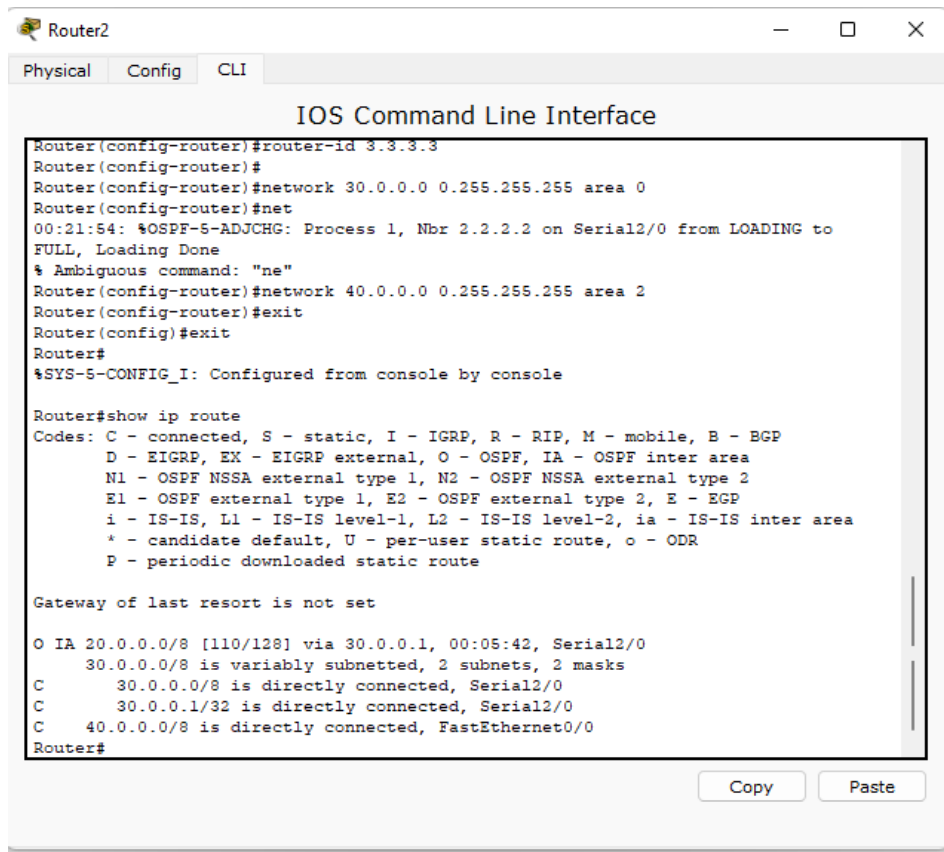 Router2
Physical Config CLI
IOS Command Line Interface
Router(config-router)#router-id 3.3.3.3
Router(config-router)#
Router(config-router)#network 30.0.0.0 0.255.255.255 area 0
Router(config-router)#net
00:21:54: %OSPF-5-ADJCHG: Process 1, Nbr 2.2.2.2 on Serial2/0 from LOADING to
FULL, Loading Done
% Ambiguous command: "ne"
Router(config-router)#network 40.0.0.0 0.255.255.255 area 2
Router(config-router)#exit
Router(config)#exit
Router#
%SYS-5-CONFIG_I: Configured from console by console
Router#show ip route
Codes: C - connected, S - static, I - IGRP, R - RIP, M - mobile, B - BGP
D - EIGRP, EX - EIGRP external, O - OSPF, IA - OSPF inter area
N1 - OSPF NSSA external type 1, N2 - OSPF NSSA external type 2
E1 - OSPF external type 1, E2 - OSPF external type 2, E - EGP
i - IS-IS, L1 - IS-IS level-1, L2 - IS-IS level-2, ia - IS-IS inter area
* - candidate default, U - per-user static route, o - ODR
P - periodic downloaded static route
Gateway of last resort is not set
O IA 20.0.0.0/8 [110/128] via 30.0.0.1, 00:05:42, Serial2/0
30.0.0.0/8 is variably subnetted, 2 subnets, 2 masks
C 30.0.0.0/8 is directly connected, Serial2/0
C 30.0.0.1/32 is directly connected, Serial2/0
C 40.0.0.0/8 is directly connected, FastEthernet0/0
Router#
Copy Paste